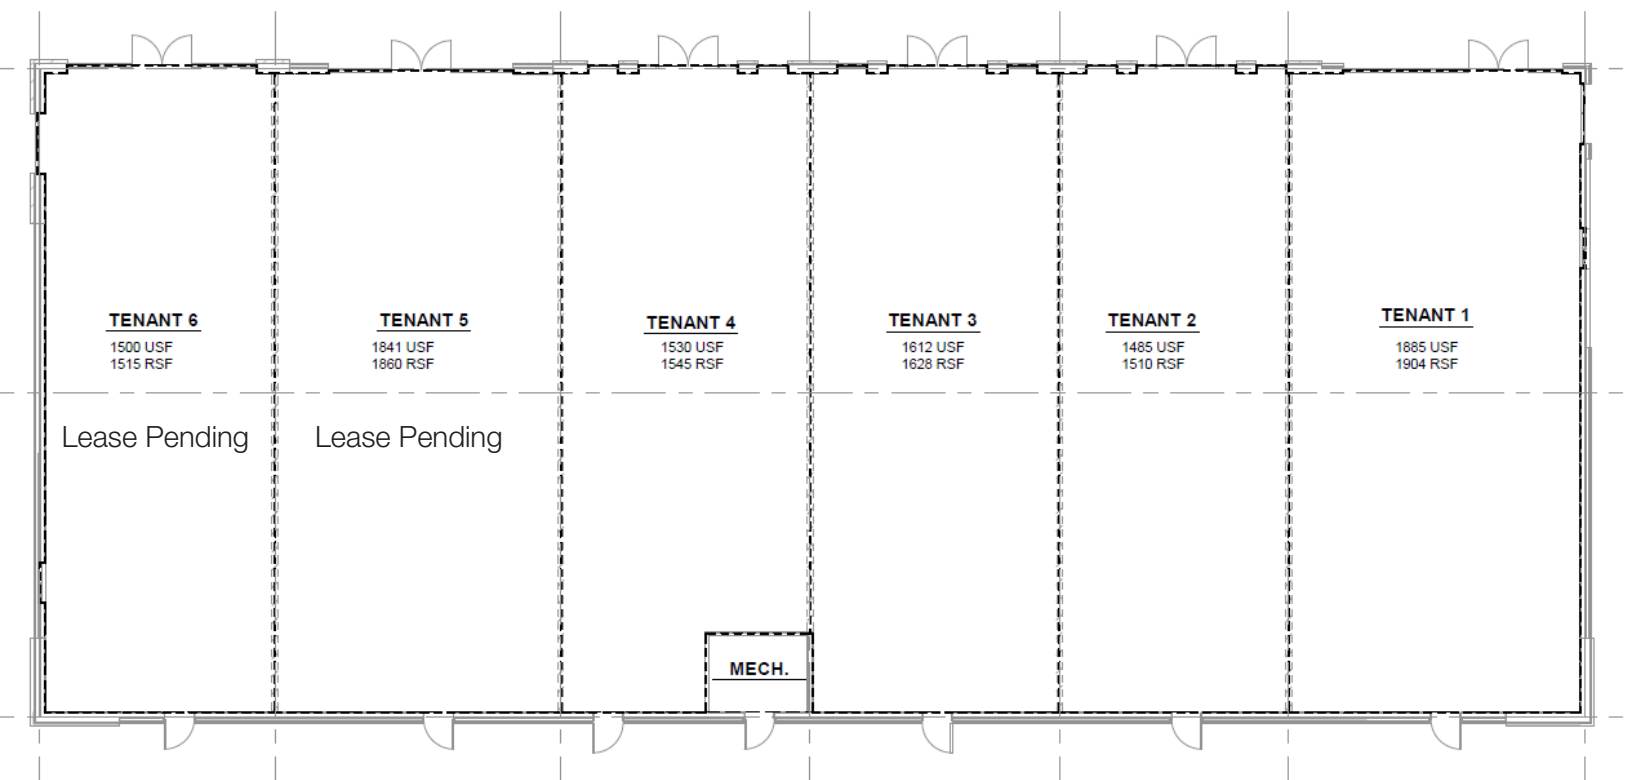 TENANT 6
1500 USF
1515 RSF
Lease Pending
TENANT 5
1841 USF
1860 RSF
Lease Pending
TENANT 4
1530 USF
1545 RSF
MECH.
TENANT 3
1612 USF
1628 RSF
TENANT 2
1485 USF
1510 RSF
TENANT 1
1885 USF
1904 RSF